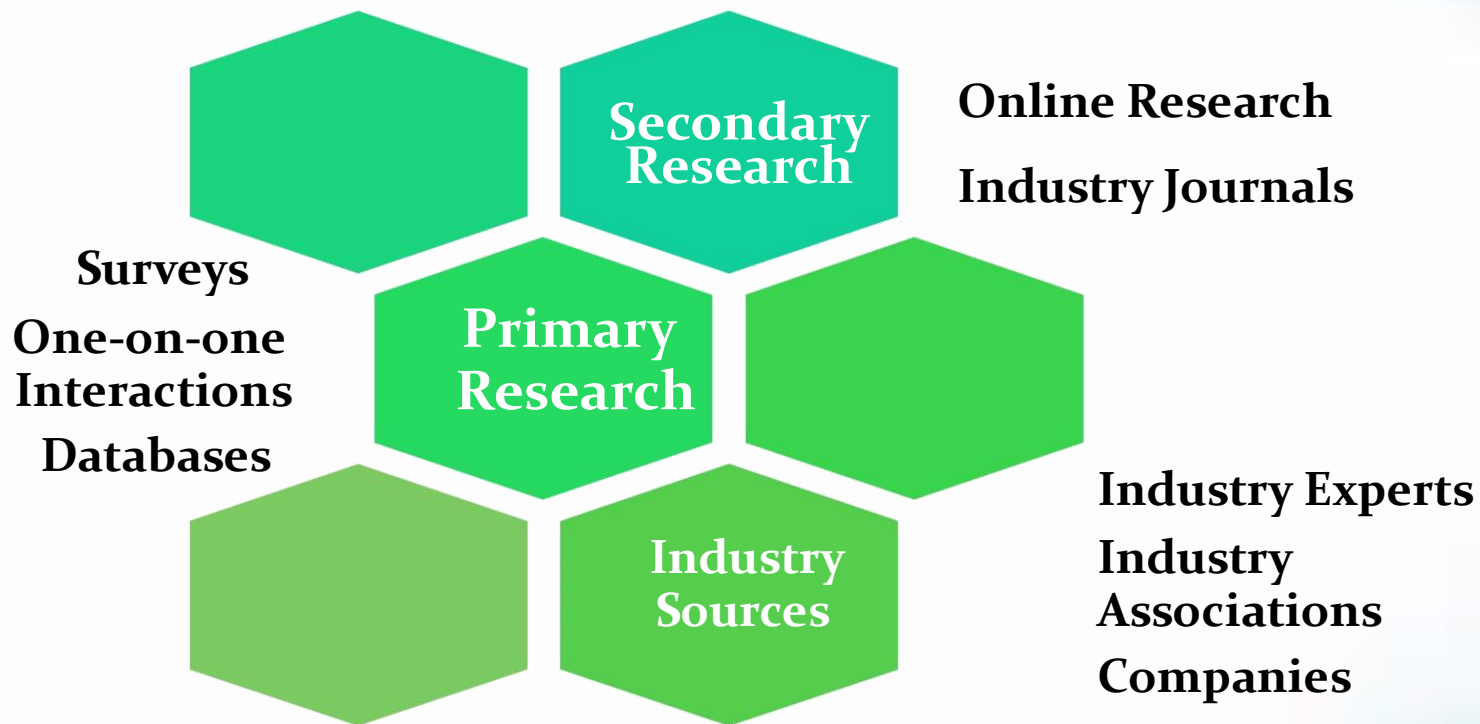 Secondary
Research
Online Research
Industry Journals
Surveys
One-on-one
Interactions
Databases
Primary
Research
Industry
Sources
Industry Experts
Industry
Associations
Companies